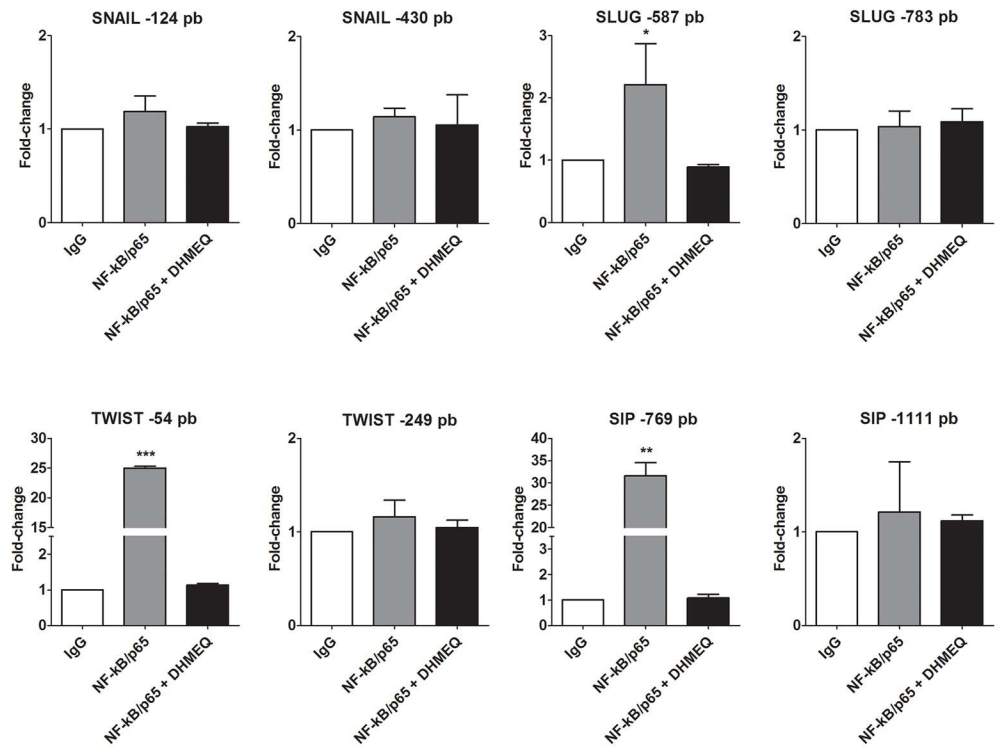 SNAIL -124 pb
Fold-change
2
1
0
IgG
NF-kB/p65
NF-kB/p65 + DHMEQ
SNAIL -430 pb
Fold-change
2
1
0
IgG
NF-kB/p65
NF-kB/p65 + DHMEQ
SLUG -587 pb
*
Fold-change
3
2
1
0
IgG
NF-kB/p65
NF-kB/p65 + DHMEQ
SLUG -783 pb
Fold-change
2
1
0
IgG
NF-kB/p65
NF-kB/p65 + DHMEQ
TWIST -54 pb
***
Fold-change
30
25
20
15
2
1
0
IgG
NF-kB/p65
NF-kB/p65 + DHMEQ
TWIST -249 pb
Fold-change
2
1
0
IgG
NF-kB/p65
NF-kB/p65 + DHMEQ
SIP -769 pb
**
Fold-change
40
35
30
25
20
3
2
1
0
IgG
NF-kB/p65
NF-kB/p65 + DHMEQ
SIP -1111 pb
Fold-change
2
1
0
IgG
NF-kB/p65
NF-kB/p65 + DHMEQ